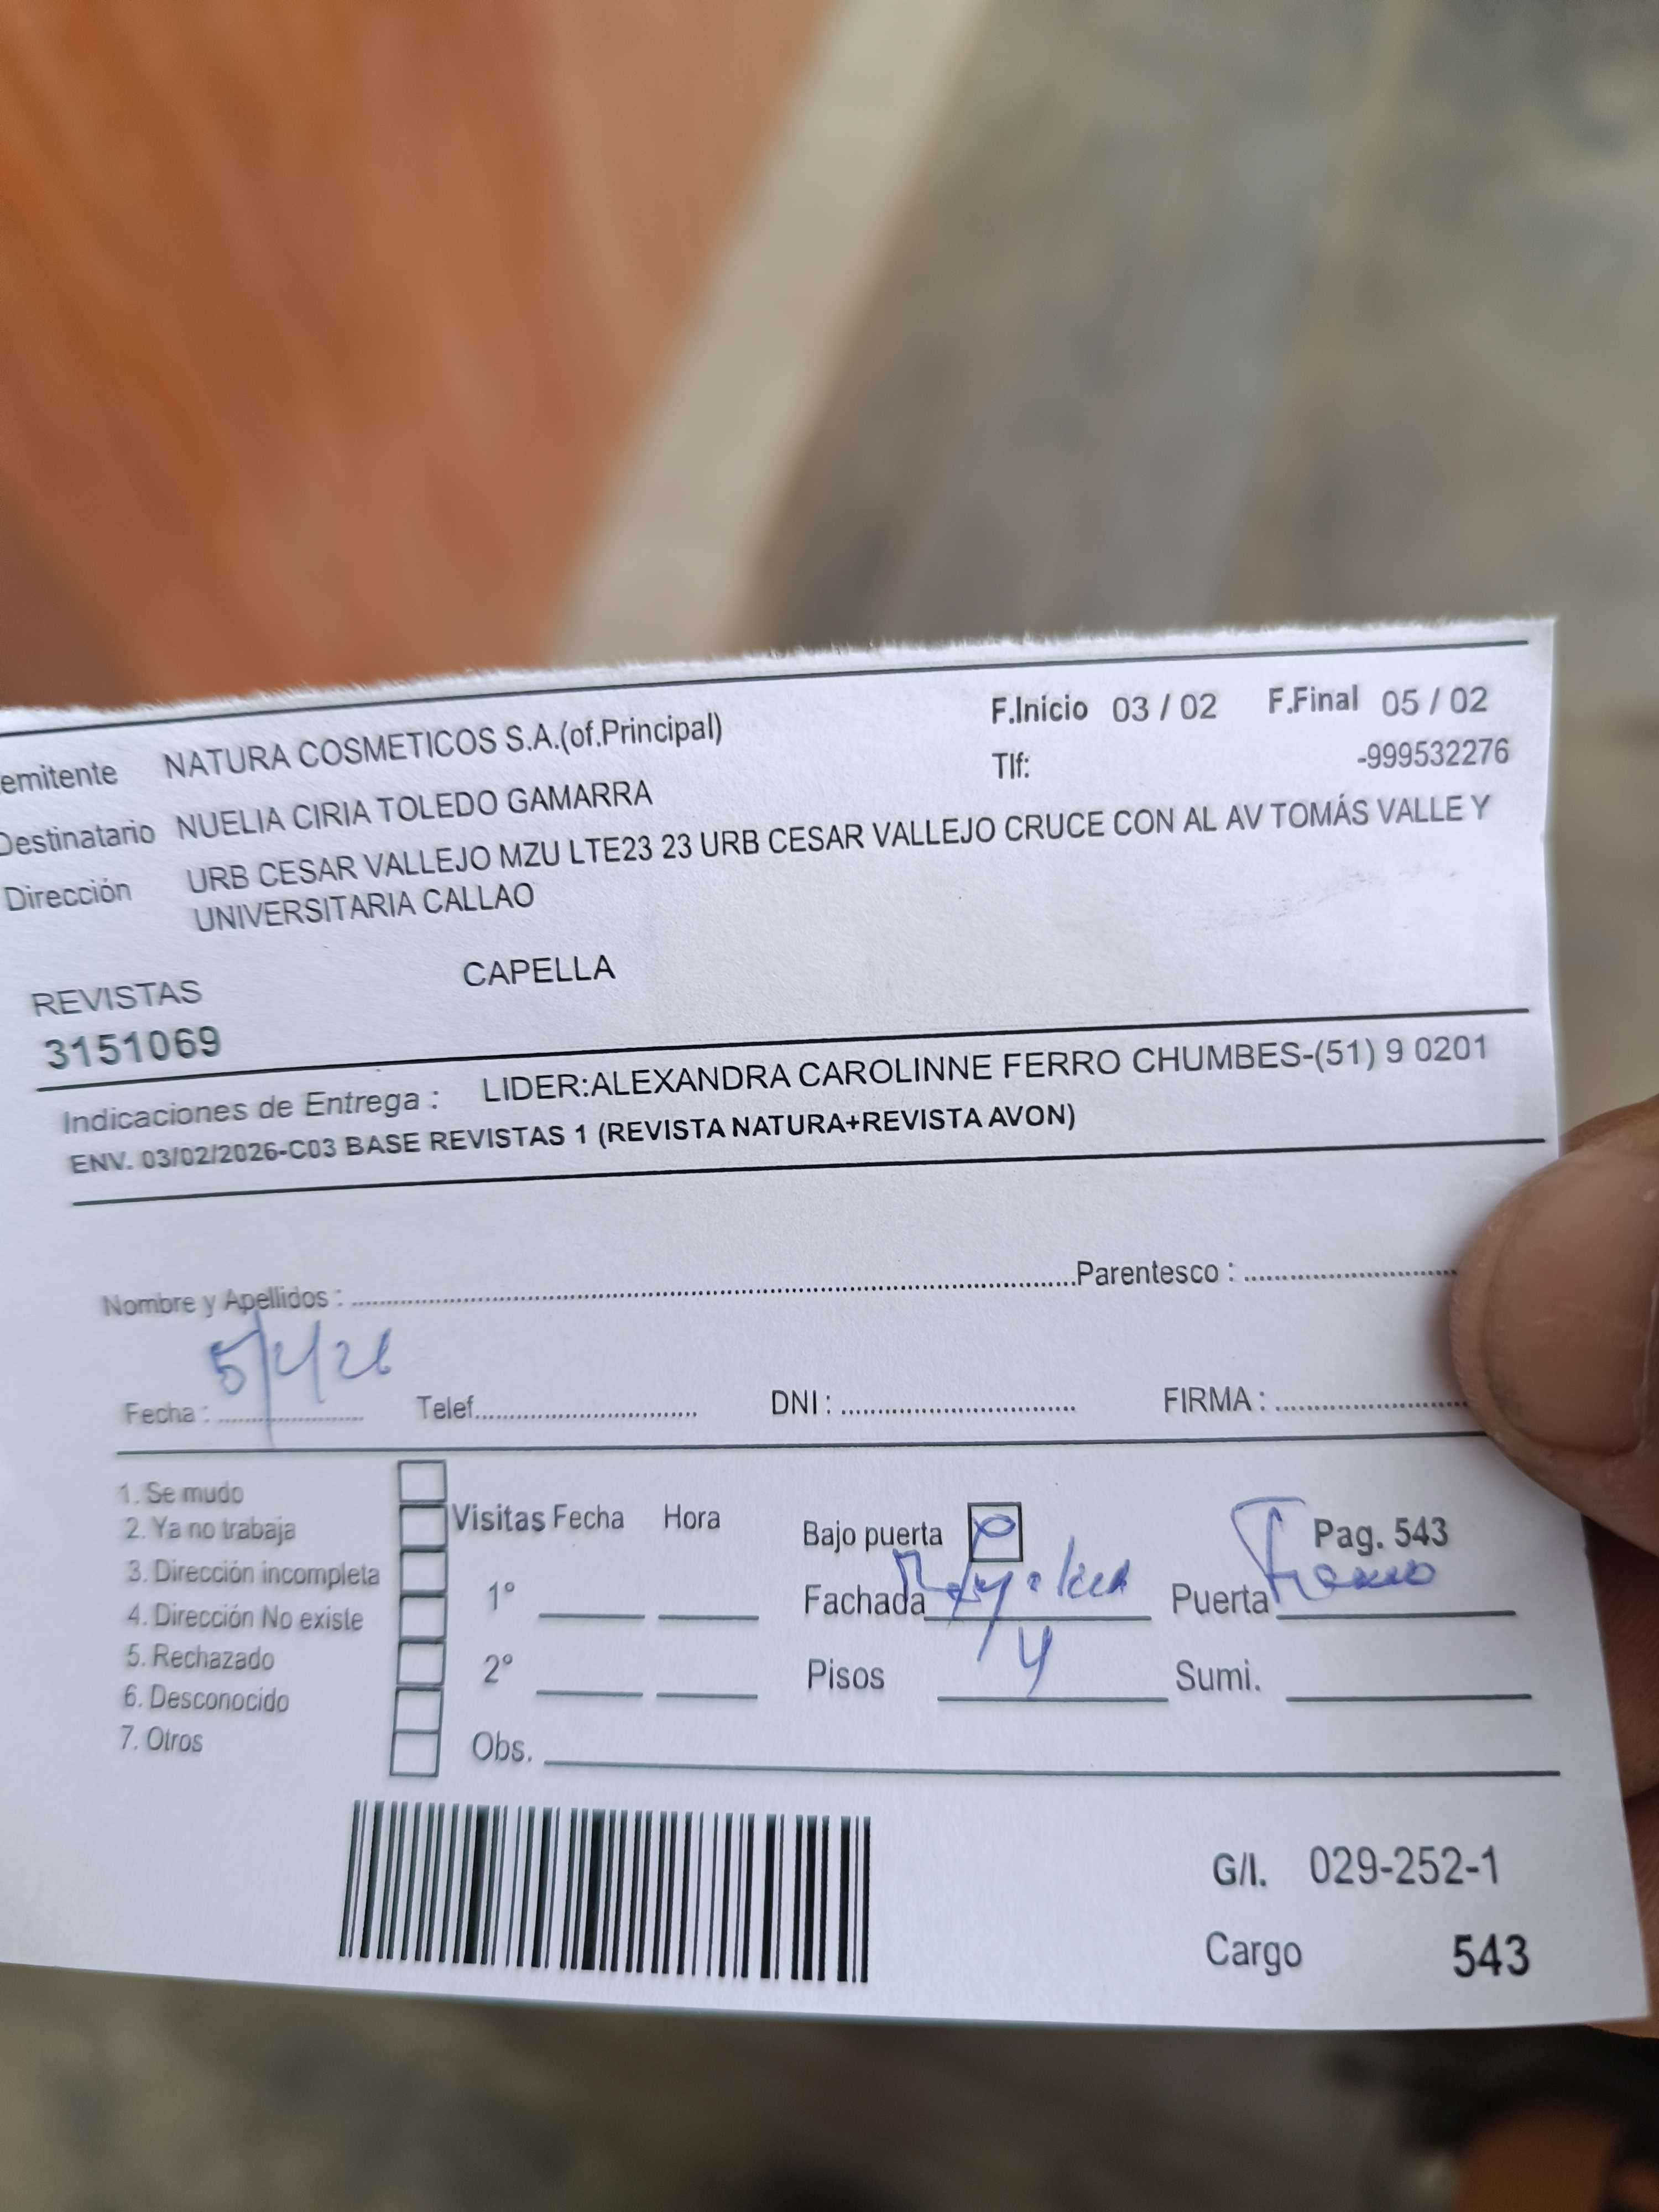 emitente NATURA COSMETICOS S.A.(of.Principal) F.Inicio 03 / 02 F.Final 05 / 02
Tlf: -999532276
Destinatario NUELIA CIRIA TOLEDO GAMARRA
Dirección URB CESAR VALLEJO MZU LTE23 23 URB CESAR VALLEJO CRUCE CON AL AV TOMÁS VALLE Y
UNIVERSITARIA CALLAO
REVISTAS CAPELLA
3151069
Indicaciones de Entrega : LIDER:ALEXANDRA CAROLINNE FERRO CHUMBES-(51) 9 0201
ENV. 03/02/2026-C03 BASE REVISTAS 1 (REVISTA NATURA+REVISTA AVON)
Nombre y Apellidos : Parentesco :
Fecha : Telef. DNI : FIRMA :
1. Se mudo
2. Ya no trabaja
3. Dirección incompleta
4. Dirección No existe
5. Rechazado
6. Desconocido
7. Otros
Visitas Fecha Hora
1°
2°
Obs.
Bajo puerta Pag. 543
Fachada Puerta
Pisos 4 Sumi.
G/I. 029-252-1
Cargo 543